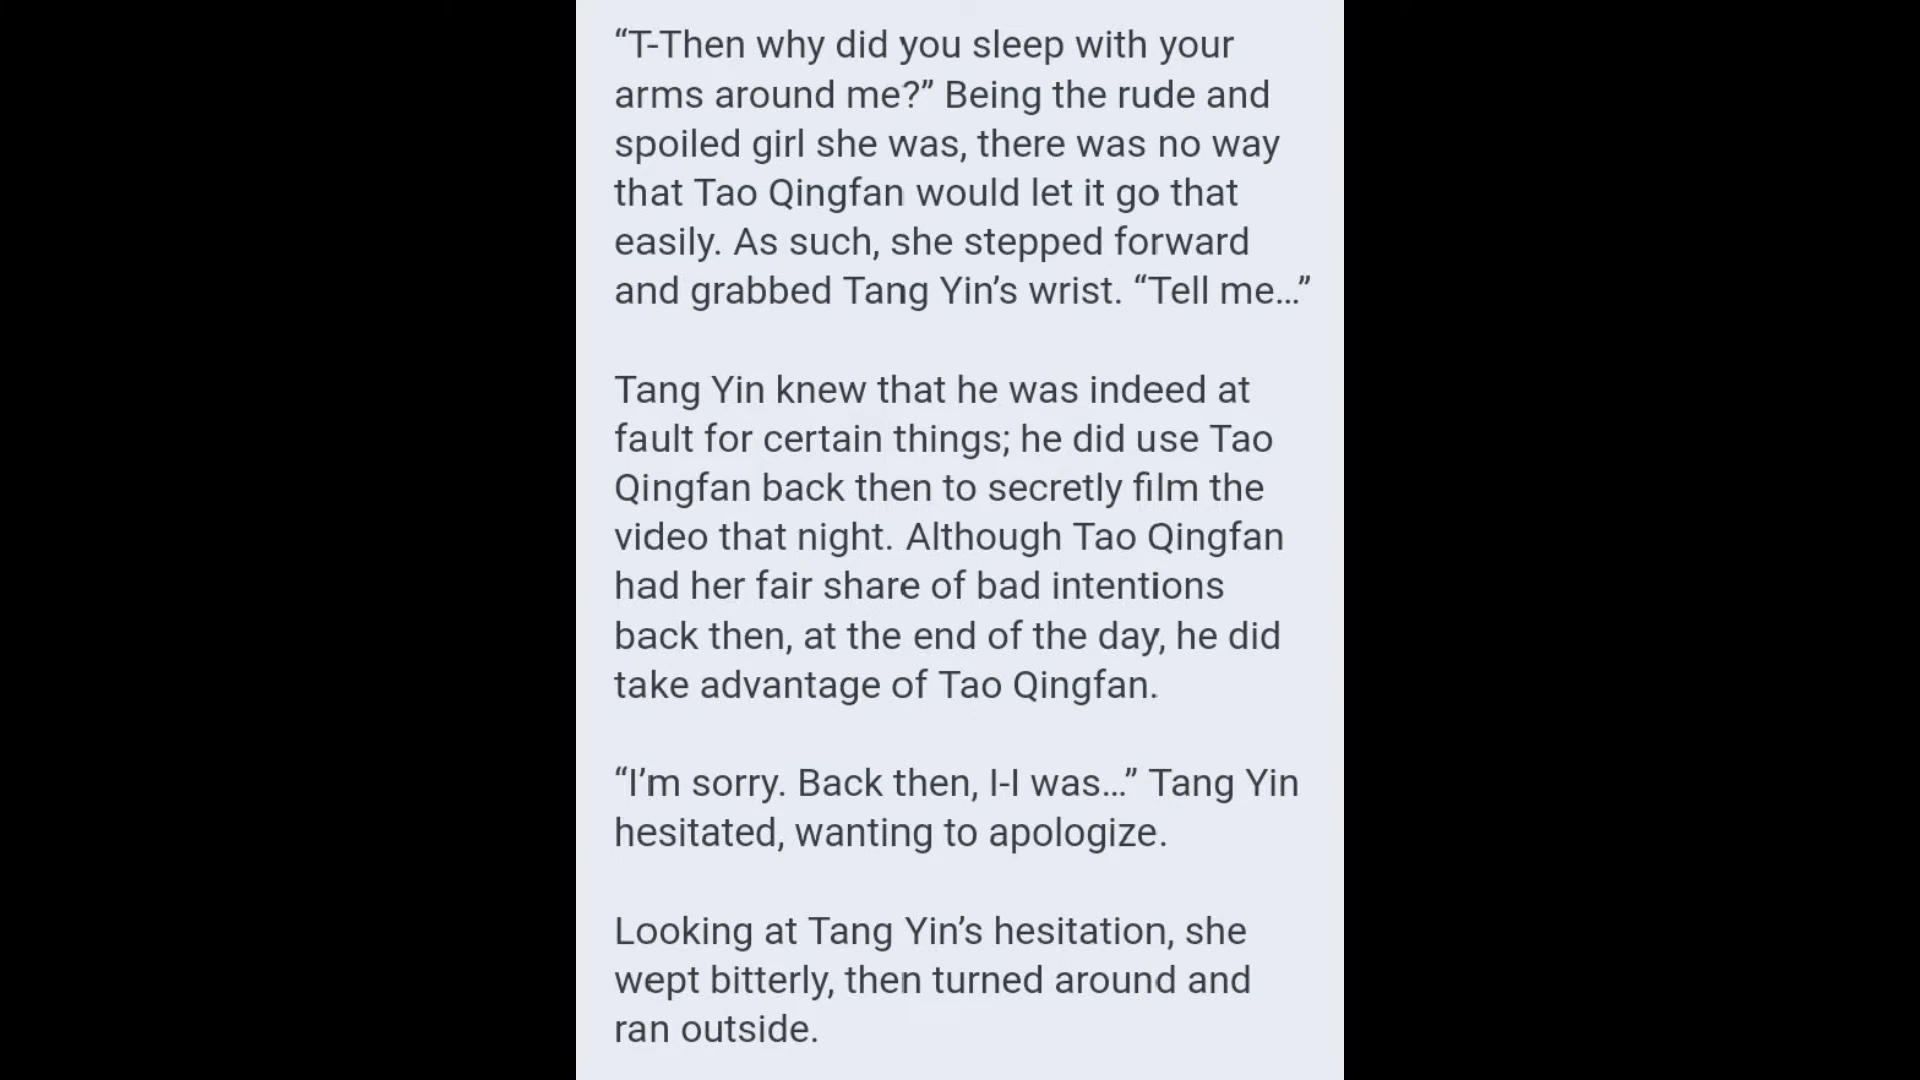 “T-Then why did you sleep with your
arms around me?” Being the rude and
spoiled girl she was, there was no way
that Tao Qingfan would let it go that
easily. As such, she stepped forward
and grabbed Tang Yin’s wrist. “Tell me…”
Tang Yin knew that he was indeed at
fault for certain things; he did use Tao
Qingfan back then to secretly film the
video that night. Although Tao Qingfan
had her fair share of bad intentions
back then, at the end of the day, he did
take advantage of Tao Qingfan.
“I’m sorry. Back then, I-I was…” Tang Yin
hesitated, wanting to apologize.
Looking at Tang Yin’s hesitation, she
wept bitterly, then turned around and
ran outside.